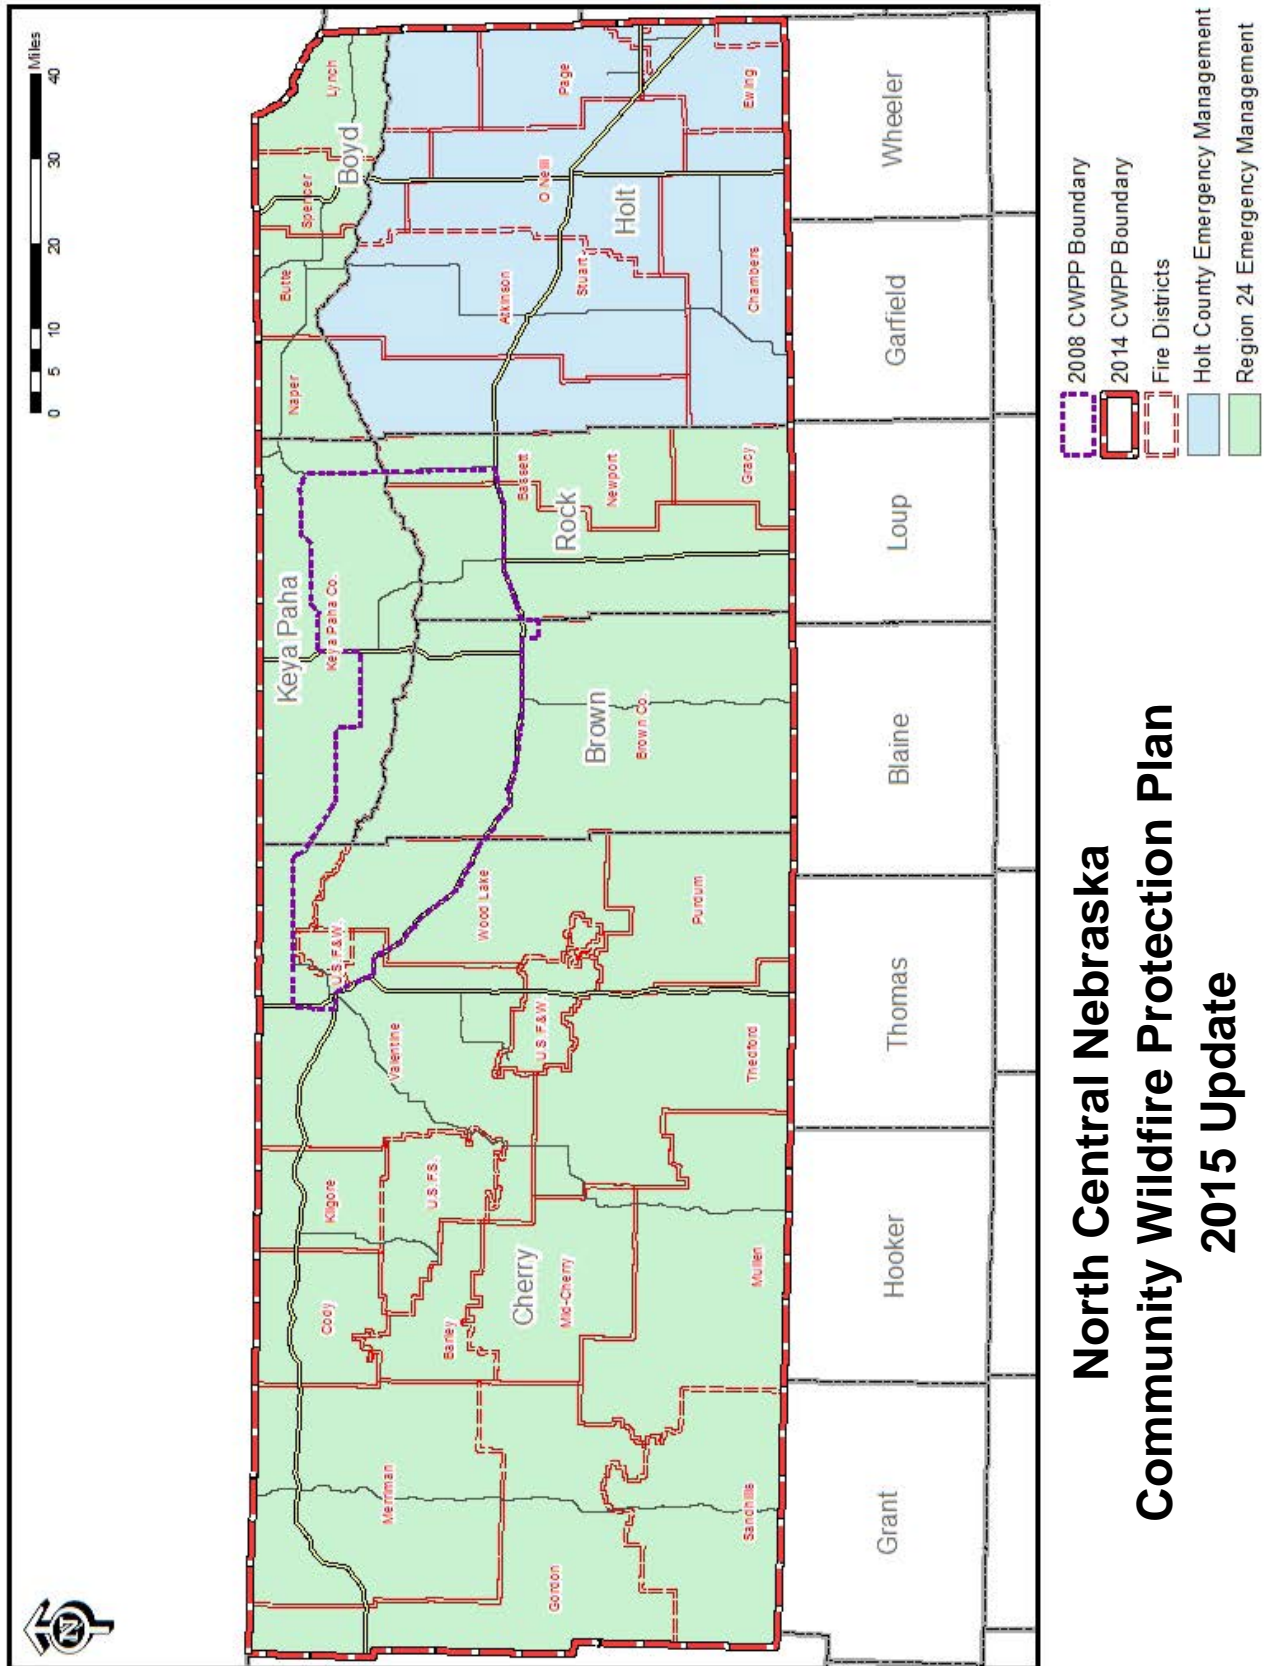 Miles
0 5 10 20 30 40
N
Keya Paha
Boyd
Lynch
Spencer
Butte
Naper
Keya Paha Co.
U.S.F.&W.
Kilgore
Cody
Merriman
Valentine
U.S.F.S.
Barley
Wood Lake
Cherry
Mid-Cherry
U.S.F.&W.
Gordon
Brown
Brown Co.
Rock
Bassett
Newport
Atkinson
Stuart
O'Neill
Holt
Page
Ewing
Chambers
Gracy
Purdum
Thedford
Mullen
Sandhills
Grant
Hooker
Thomas
Blaine
Loup
Garfield
Wheeler
North Central Nebraska
Community Wildfire Protection Plan
2015 Update
2008 CWPP Boundary
2014 CWPP Boundary
Fire Districts
Holt County Emergency Management
Region 24 Emergency Management